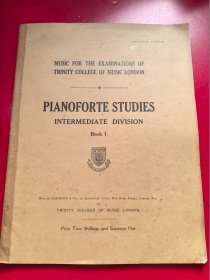 MUSIC FOR THE EXAMINATIONS OF
TRINITY COLLEGE OF MUSIC LONDON
PIANOFORTE STUDIES
INTERMEDIATE DIVISION
Book I
TRINITY COLLEGE OF MUSIC LONDON
Price Two Shillings and Sixpence Net